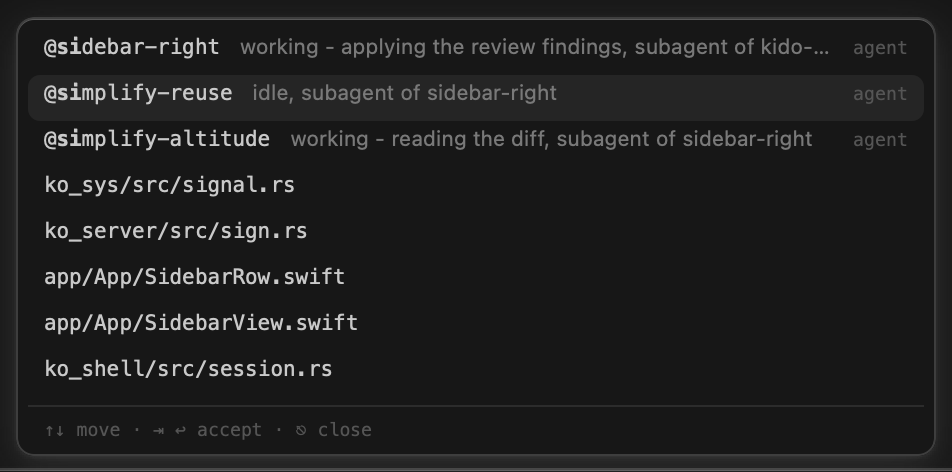 @sidebar-right working - applying the review findings, subagent of kido-... agent
@simplify-reuse idle, subagent of sidebar-right agent
@simplify-altitude working - reading the diff, subagent of sidebar-right agent
ko_sys/src/signal.rs
ko_server/src/sign.rs
app/App/SidebarRow.swift
app/App/SidebarView.swift
ko_shell/src/session.rs
↑↓ move · ⇥ ↩ accept · ⎋ close